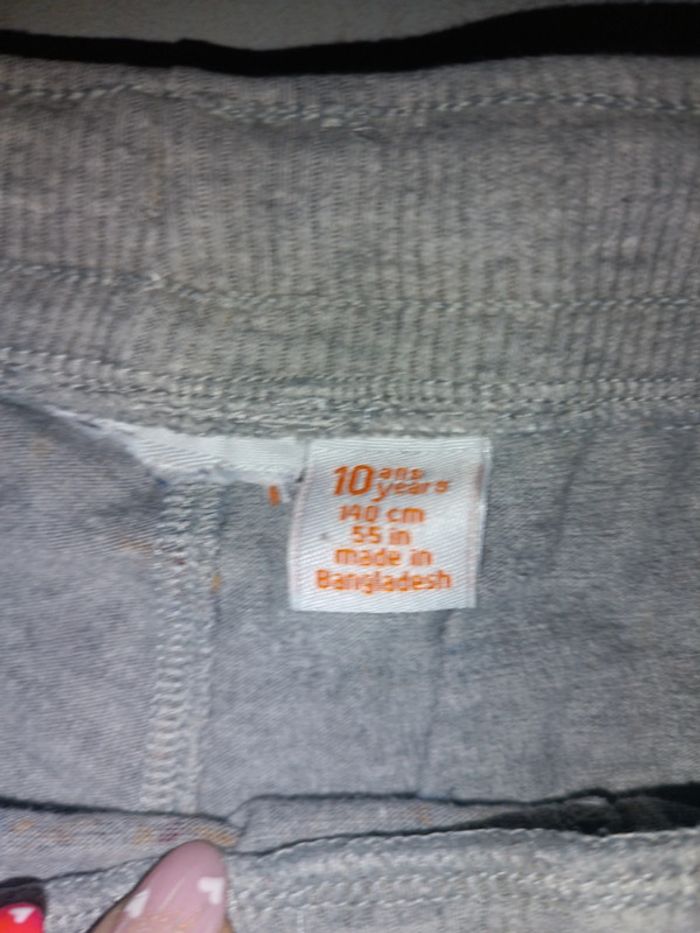 10 ans
years
140 cm
55 in
made in
Bangladesh